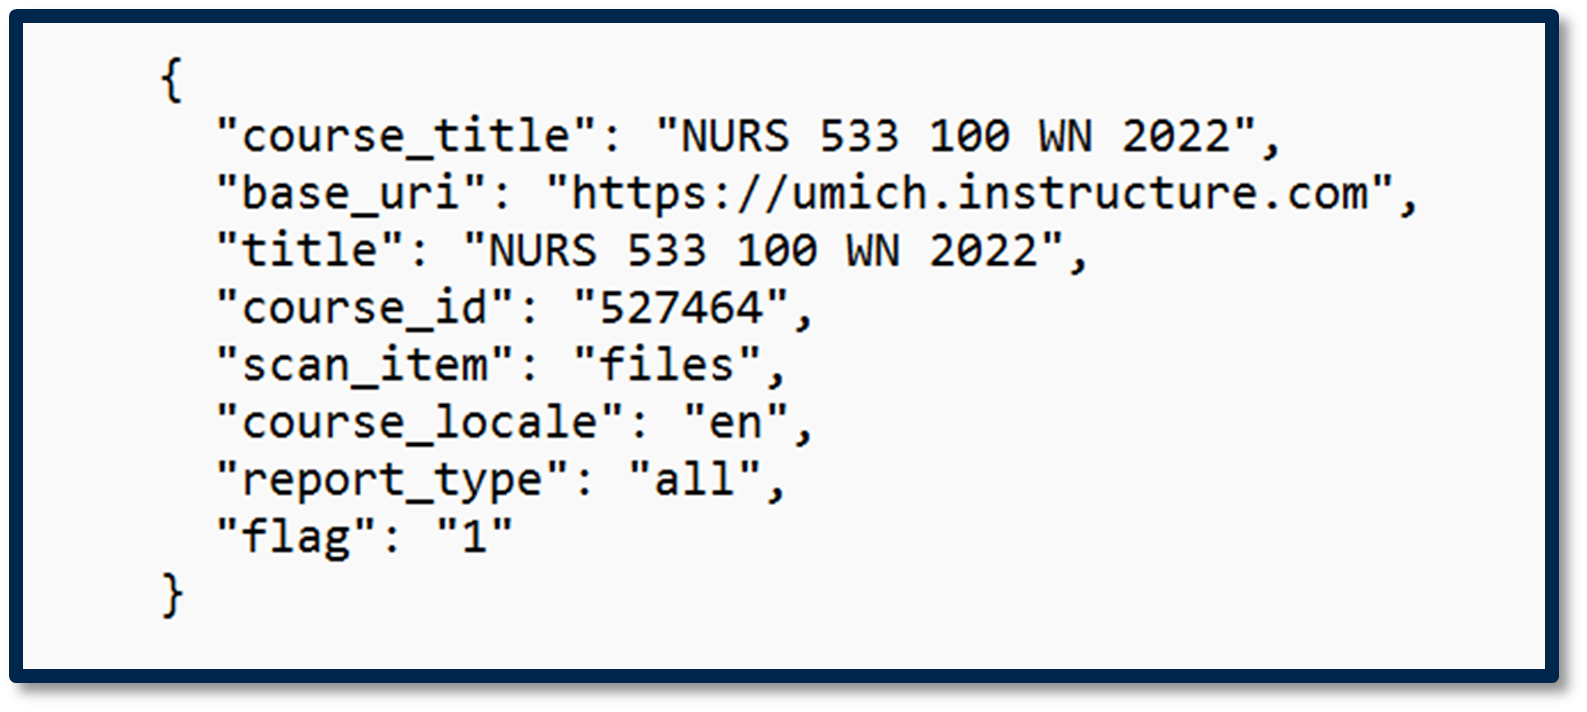 {
"course_title": "NURS 533 100 WN 2022",
"base_uri": "https://umich.instructure.com",
"title": "NURS 533 100 WN 2022",
"course_id": "527464",
"scan_item": "files",
"course_locale": "en",
"report_type": "all",
"flag": "1"
}